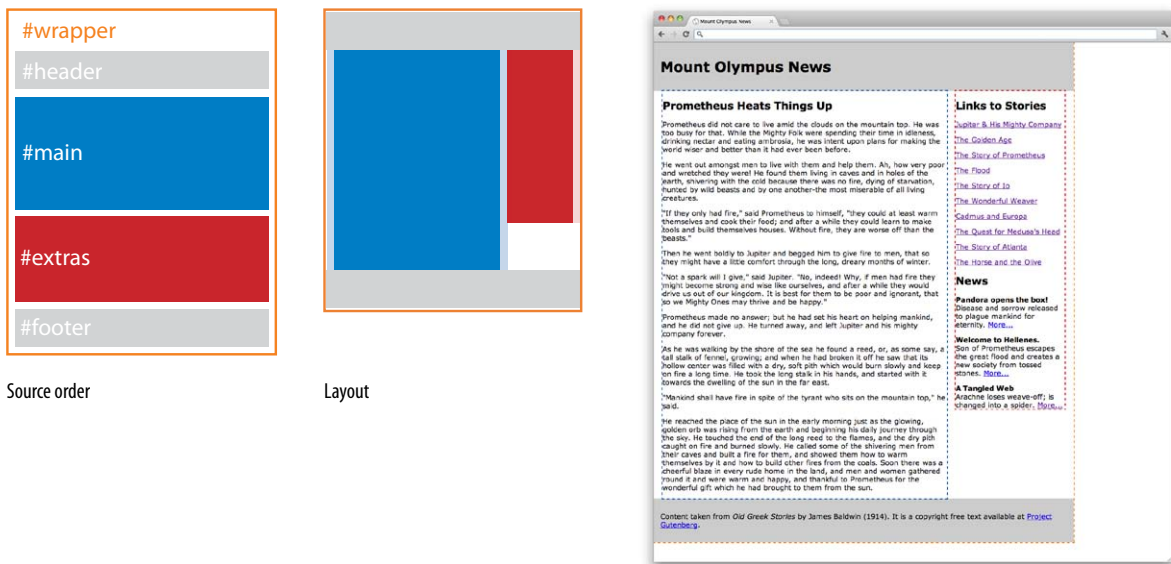 #wrapper
#header
#main
#extras
#footer
Source order
Layout
Mount Olympus News
Mount Olympus News
Prometheus Heats Things Up
Prometheus did not care to live amid the clouds on the mountain top. He was
too busy for that. While the Mighty Folk were spending their time in idleness,
drinking nectar and eating ambrosia, he was intent upon plans for making the
world wiser and better than it had ever been before.
He went out amongst men to live with them and help them. Ah, how very poor
and wretched they were! He found them living in caves and in holes of the
earth, shivering with the cold because there was no fire, dying of starvation,
hunted by wild beasts and by one another-the most miserable of all living
creatures.
"If they only had fire," said Prometheus to himself, "they could at least warm
themselves and cook their food; and after a while they could learn to make
tools and build themselves houses. Without fire, they are worse off than the
beasts."
Then he went boldly to Jupiter and begged him to give fire to men, that so
they might have a little comfort through the long, dreary months of winter.
"Not a spark will I give," said Jupiter. "No, indeed! Why, if men had fire they
might become strong and wise like ourselves, and after a while they would
drive us out of our kingdom. It is best for them to be poor and ignorant, that
so we Mighty Ones may thrive and be happy."
Prometheus made no answer; but he had set his heart on helping mankind,
and he did not give up. He turned away, and left Jupiter and his mighty
company forever.
As he was walking by the shore of the sea he found a reed, or, as some say, a
tall stalk of fennel, growing; and when he had broken it off he saw that its
hollow center was filled with a dry, soft pith which would burn slowly and keep
on fire a long time. He took the long stalk in his hands, and started with it
towards the dwelling of the sun in the far east.
"Mankind shall have fire in spite of the tyrant who sits on the mountain top," he
said.
He reached the place of the sun in the early morning just as the glowing,
golden orb was rising from the earth and beginning his daily journey through
the sky. He touched the end of the long reed to the flames, and the dry pith
caught on fire and burned slowly. He called some of the shivering men from
their caves and built a fire for them, and showed them how to warm
themselves by it and how to build other fires from the coals. Soon there was a
cheerful blaze in every rude home in the land, and men and women gathered
round it and were warm and happy, and thankful to Prometheus for the
wonderful gift which he had brought to them from the sun.
Links to Stories
Jupiter & His Mighty Company
The Golden Age
The Story of Prometheus
The Flood
The Story of Io
The Wonderful Weaver
Cadmus and Europa
The Quest for Medusa's Head
The Story of Atlanta
The Horse and the Olive
News
Pandora opens the box!
Disease and sorrow released
to plague mankind for
eternity. More...
Welcome to Hellenes.
Son of Prometheus escapes
the great flood and creates a
new society from tossed
stones. More...
A Tangled Web
Arachne loses weave-off; is
changed into a spider. More...
Content taken from Old Greek Stories by James Baldwin (1914). It is a copyright free text available at Project
Gutenberg.